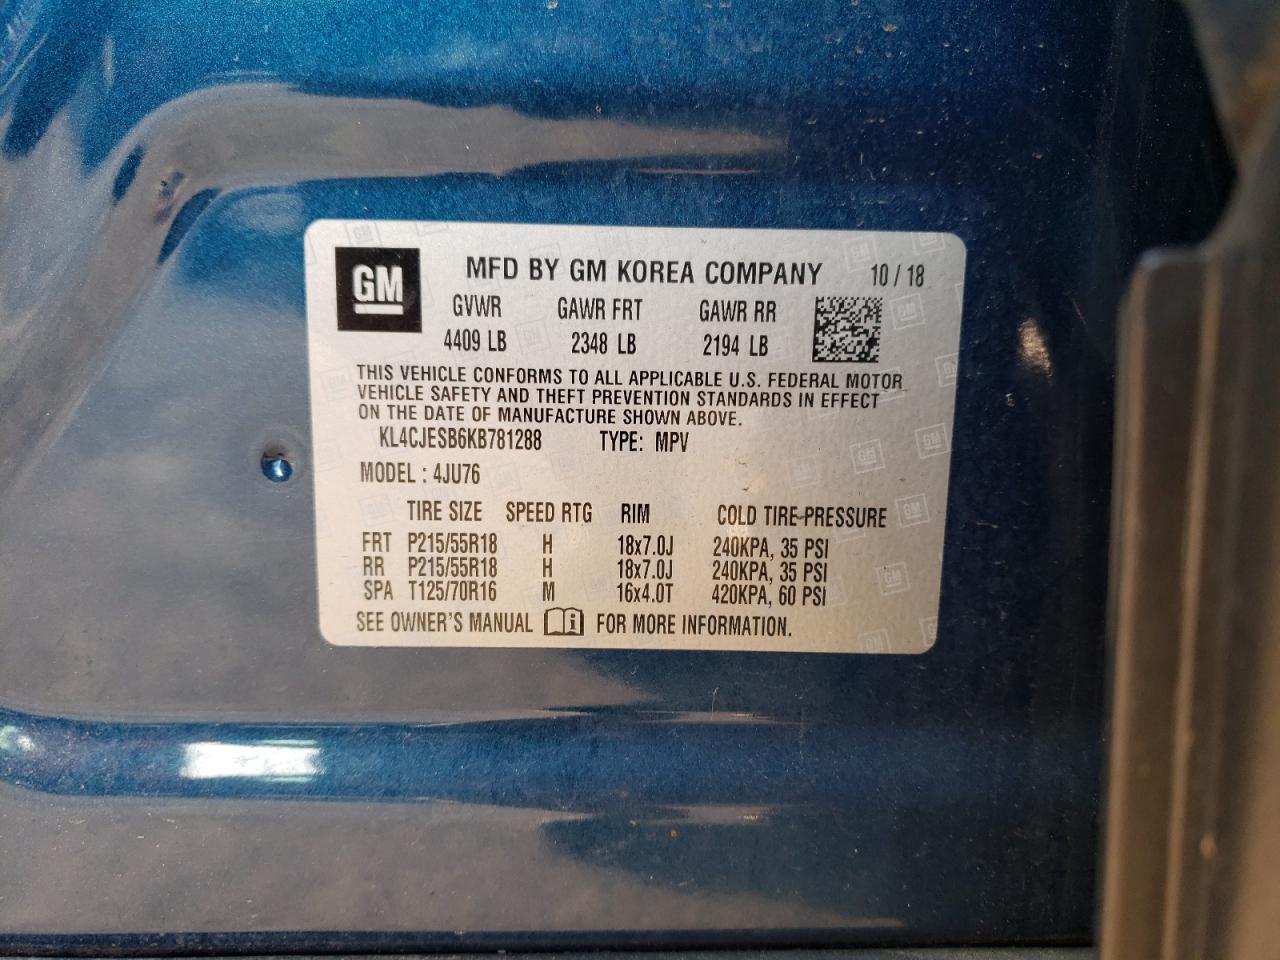 GM MFD BY GM KOREA COMPANY 10 / 18
GVWR GAWR FRT GAWR RR
4409 LB 2348 LB 2194 LB
THIS VEHICLE CONFORMS TO ALL APPLICABLE U.S. FEDERAL MOTOR
VEHICLE SAFETY AND THEFT PREVENTION STANDARDS IN EFFECT
ON THE DATE OF MANUFACTURE SHOWN ABOVE.
KL4CJESB6KB781288 TYPE: MPV
MODEL : 4JU76
TIRE SIZE SPEED RTG RIM COLD TIRE PRESSURE
FRT P215/55R18 H 18x7.0J 240KPA, 35 PSI
RR P215/55R18 H 18x7.0J 240KPA, 35 PSI
SPA T125/70R16 M 16x4.0T 420KPA, 60 PSI
SEE OWNER'S MANUAL FOR MORE INFORMATION.